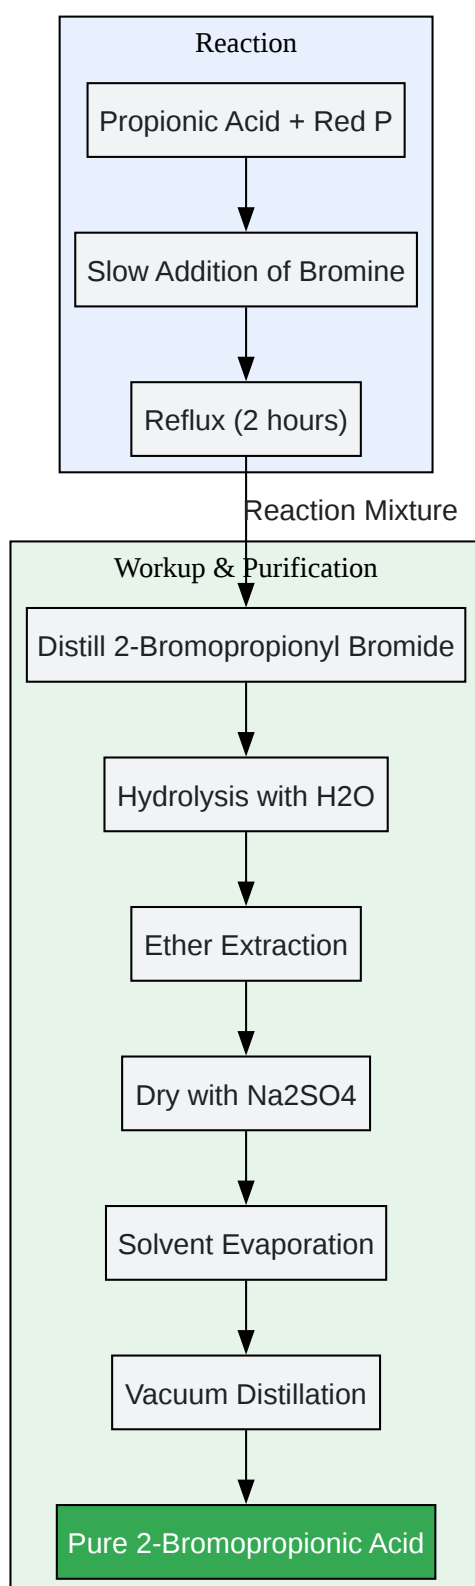 Reaction
Propionic Acid + Red P
Slow Addition of Bromine
Reflux (2 hours)
Reaction Mixture
Workup & Purification
Distill 2-Bromopropionyl Bromide
Hydrolysis with H2O
Ether Extraction
Dry with Na2SO4
Solvent Evaporation
Vacuum Distillation
Pure 2-Bromopropionic Acid